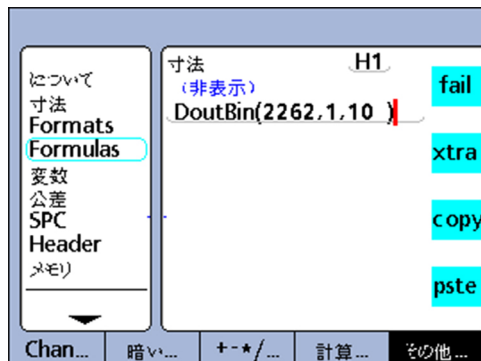 について
寸法
Formats
Formulas
変数
公差
SPC
Header
メモリ
寸法 H1
(非表示)
DoutBin(2262,1,10 )
fail
xtra
copy
pste
Chan... 暗い... +-*/... 計算... その他...